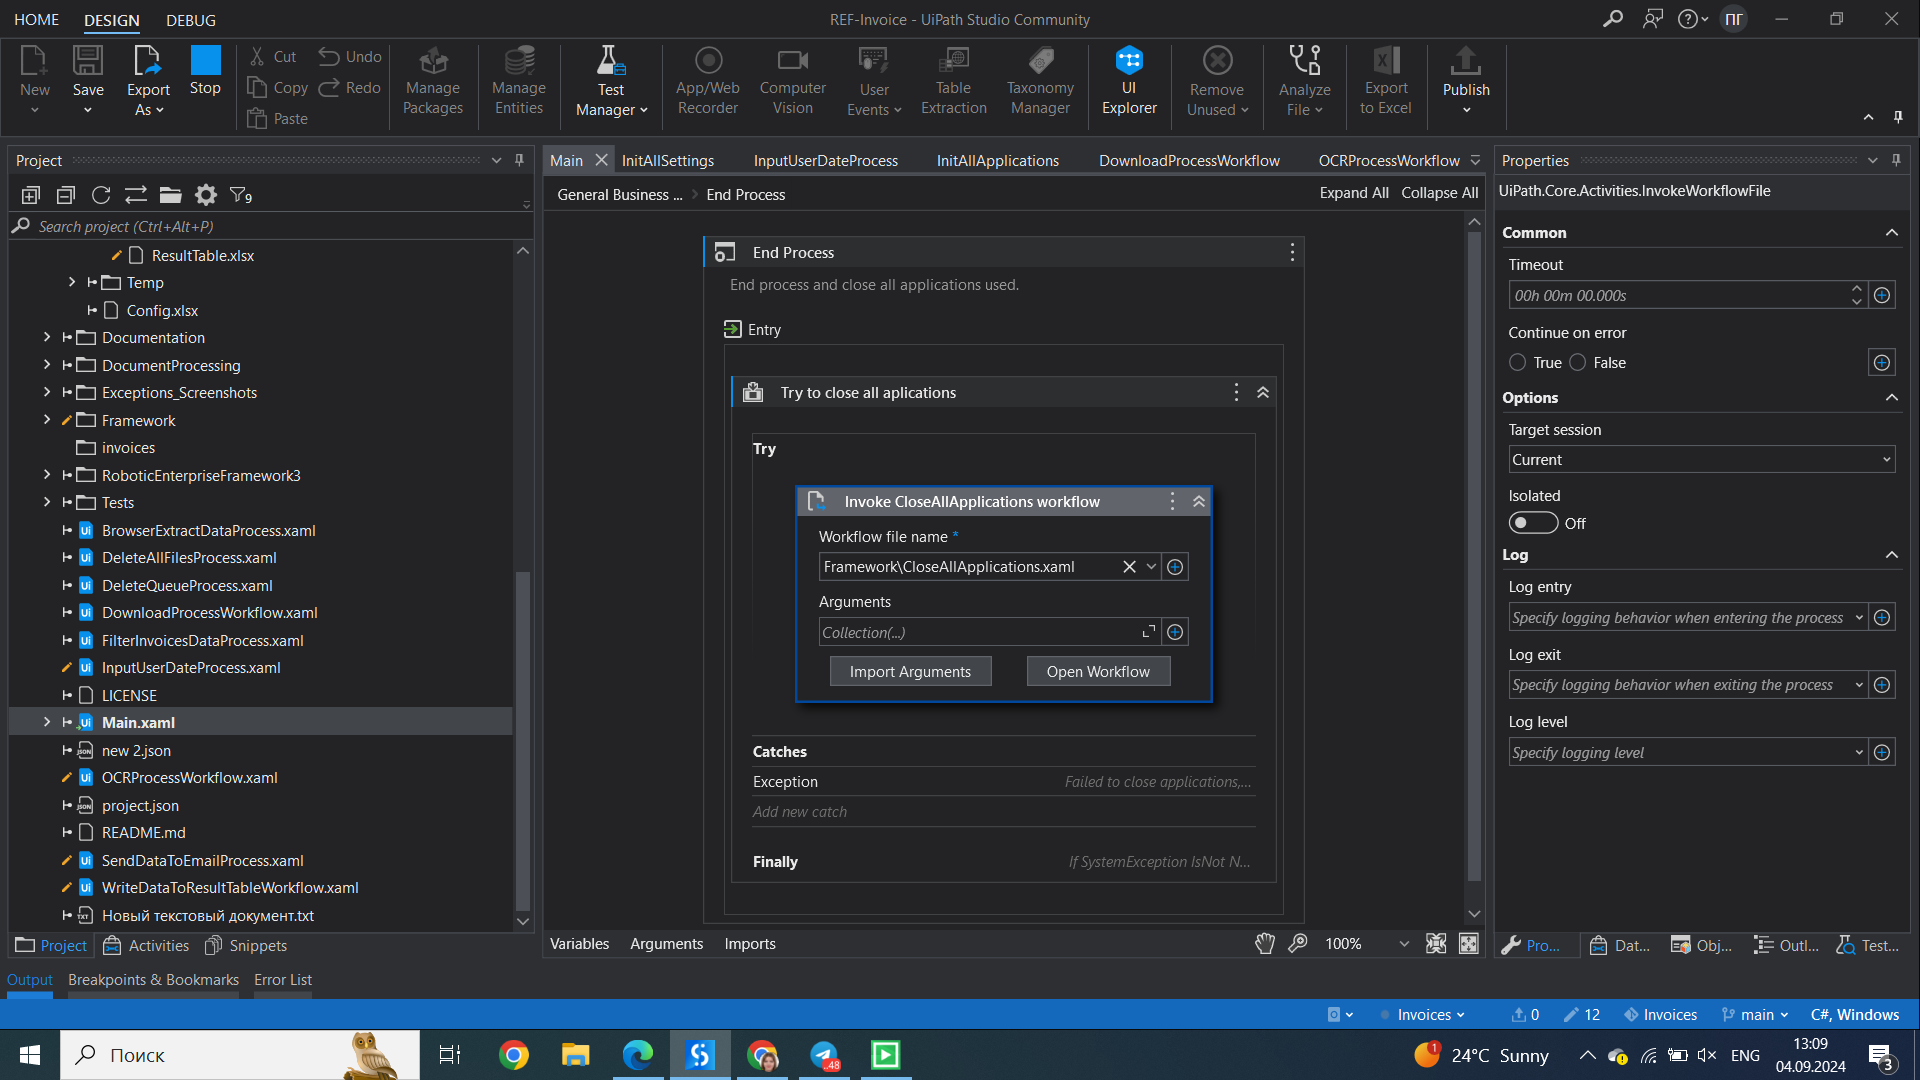 HOME
DESIGN
DEBUG
REF-Invoice - UiPath Studio Community
ПГ
New
Save
Export As
Stop
Cut
Copy
Paste
Undo
Redo
Manage Packages
Manage Entities
Test Manager
App/Web Recorder
Computer Vision
User Events
Table Extraction
Taxonomy Manager
UI Explorer
Remove Unused
Analyze File
Export to Excel
Publish
Project
9
Search project (Ctrl+Alt+P)
ResultTable.xlsx
Temp
Config.xlsx
Documentation
DocumentProcessing
Exceptions_Screenshots
Framework
invoices
RoboticEnterpriseFramework3
Tests
BrowserExtractDataProcess.xaml
DeleteAllFilesProcess.xaml
DeleteQueueProcess.xaml
DownloadProcessWorkflow.xaml
FilterInvoicesDataProcess.xaml
InputUserDateProcess.xaml
LICENSE
Main.xaml
new 2.json
OCRProcessWorkflow.xaml
project.json
README.md
SendDataToEmailProcess.xaml
WriteDataToResultTableWorkflow.xaml
Новый текстовый документ.txt
Project
Activities
Snippets
Main
InitAllSettings
InputUserDateProcess
InitAllApplications
DownloadProcessWorkflow
OCRProcessWorkflow
General Business ...
End Process
Expand All
Collapse All
End Process
End process and close all applications used.
Entry
Try to close all aplications
Try
Invoke CloseAllApplications workflow
Workflow file name *
Framework\CloseAllApplications.xaml
Arguments
Collection(...)
Import Arguments
Open Workflow
Catches
Exception
Failed to close applications,...
Add new catch
Finally
If SystemException IsNot N...
Variables
Arguments
Imports
100%
Properties
UiPath.Core.Activities.InvokeWorkflowFile
Common
Timeout
00h 00m 00.000s
Continue on error
True
False
Options
Target session
Current
Isolated
Off
Log
Log entry
Specify logging behavior when entering the process
Log exit
Specify logging behavior when exiting the process
Log level
Specify logging level
Pro...
Dat...
Obj...
Outl...
Test...
Output
Breakpoints & Bookmarks
Error List
Invoices
0
12
Invoices
main
C#, Windows
Поиск
..48
1
24°C Sunny
ENG
13:09
04.09.2024
3